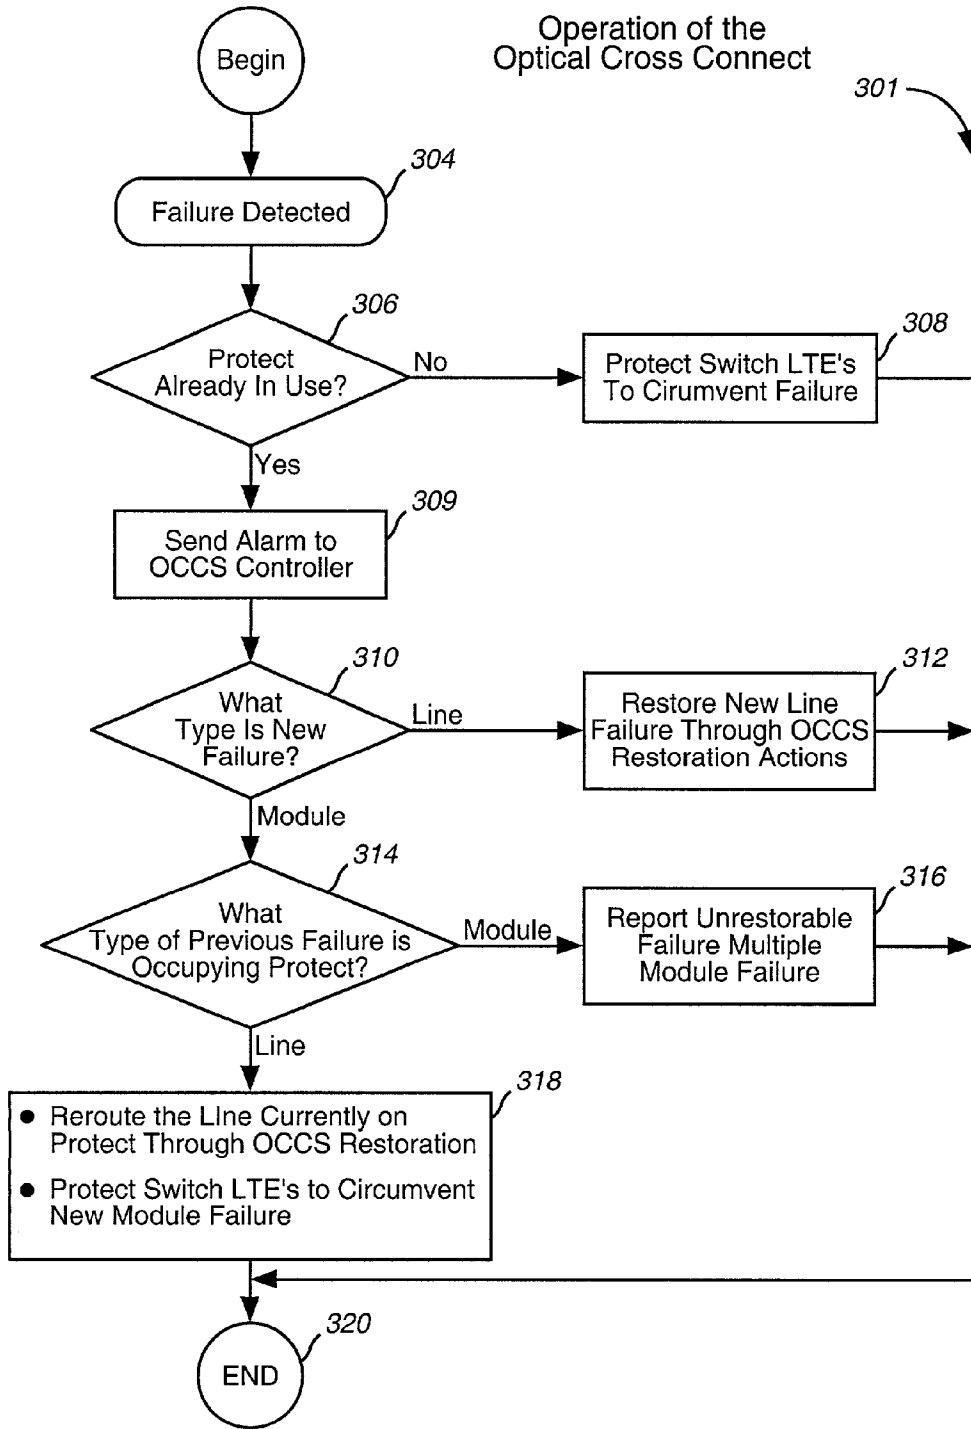 Operation of the
Optical Cross Connect
301
Begin
304
Failure Detected
306
Protect
Already In Use?
No
308
Protect Switch LTE's
To Cirumvent Failure
Yes
309
Send Alarm to
OCCS Controller
310
What
Type Is New
Failure?
Line
312
Restore New Line
Failure Through OCCS
Restoration Actions
Module
314
What
Type of Previous Failure is
Occupying Protect?
Module
316
Report Unrestorable
Failure Multiple
Module Failure
Line
318
● Reroute the LIne Currently on
Protect Through OCCS Restoration
● Protect Switch LTE's to Circumvent
New Module Failure
320
END